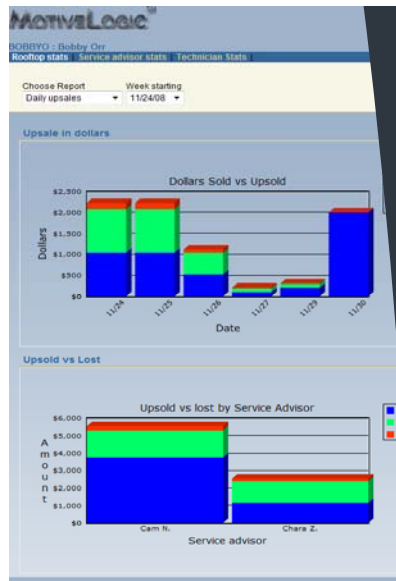 MotiveLogic
BOBBYO : Bobby Orr
Rooftop stats | Service advisor stats | Technician Stats |
Choose Report Week starting
Daily upsales 11/24/08
Upsale in dollars
Dollars Sold vs Upsold
$2,500
$2,000
$1,500
$1,000
$500
$0
Dollars
11/24 11/25 11/26 11/27 11/29 11/30
Date
Upsold vs Lost
Upsold vs lost by Service Advisor
$6,000
$5,000
$4,000
$3,000
$2,000
$1,000
$0
Amount
Cam N. Chara Z.
Service advisor